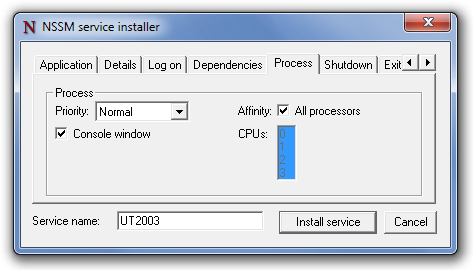 NSSM service installer
Application Details Log on Dependencies Process Shutdown Exit
Process
Priority: Normal Affinity: All processors
Console window CPUs: 0
1
2
3
Service name: UT2003 Install service Cancel